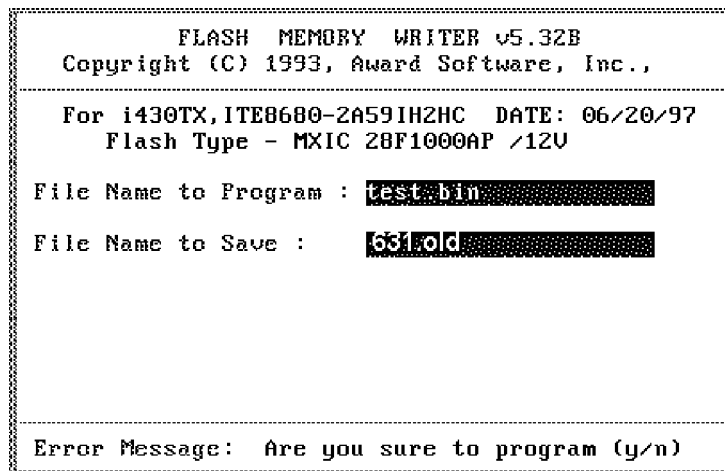 FLASH MEMORY WRITER v5.32B
Copyright (C) 1993, Award Software, Inc.,
For i430TX,ITE8680-2A59IH2HC DATE: 06/20/97
Flash Type - MXIC 28F1000AP /12V
File Name to Program : test.bin
File Name to Save : 631.old
Error Message: Are you sure to program (y/n)